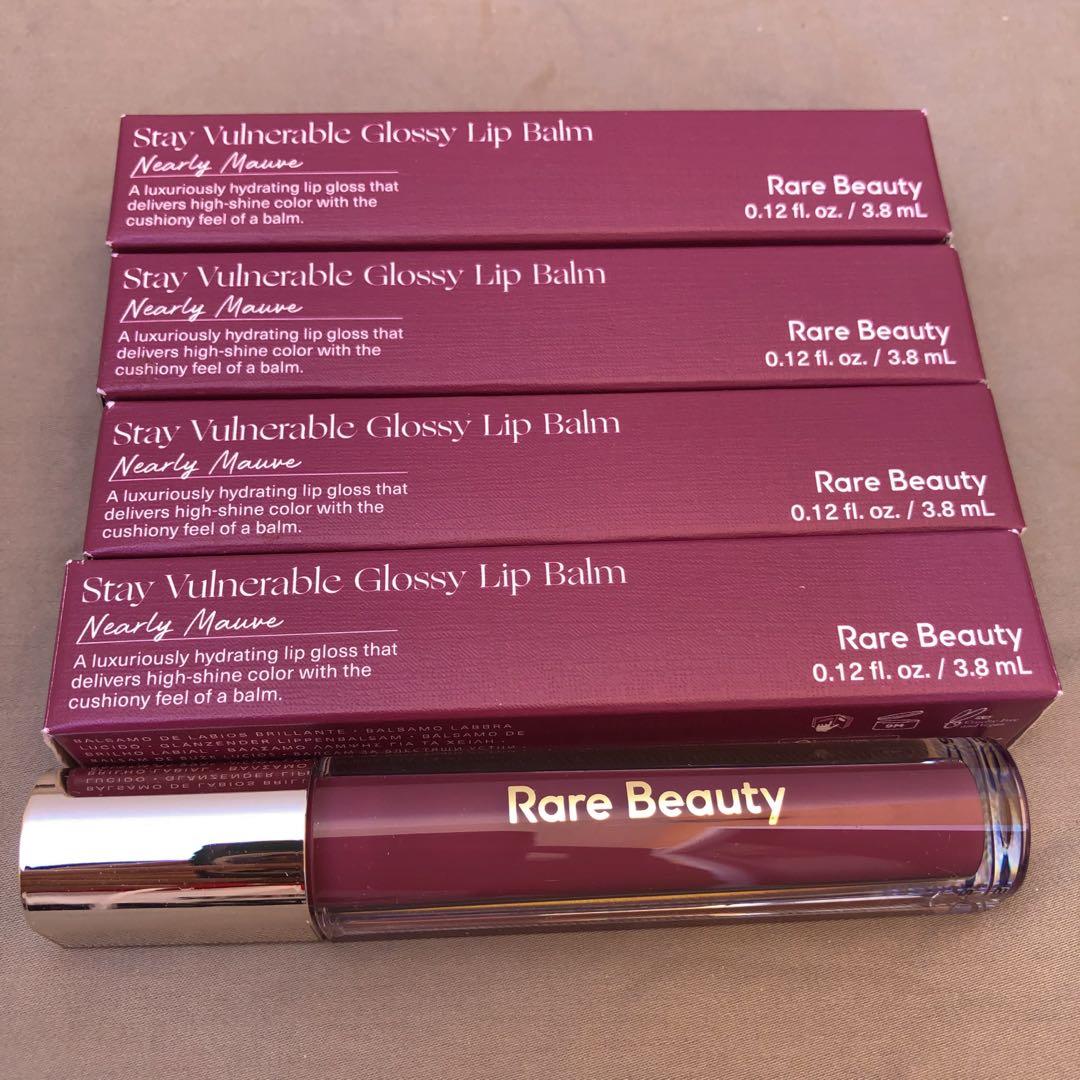 Stay Vulnerable Glossy Lip Balm
Nearly Mauve
A luxuriously hydrating lip gloss that
delivers high-shine color with the
cushiony feel of a balm.
Rare Beauty
0.12 fl. oz. / 3.8 mL
Stay Vulnerable Glossy Lip Balm
Nearly Mauve
A luxuriously hydrating lip gloss that
delivers high-shine color with the
cushiony feel of a balm.
Rare Beauty
0.12 fl. oz. / 3.8 mL
Stay Vulnerable Glossy Lip Balm
Nearly Mauve
A luxuriously hydrating lip gloss that
delivers high-shine color with the
cushiony feel of a balm.
Rare Beauty
0.12 fl. oz. / 3.8 mL
Stay Vulnerable Glossy Lip Balm
Nearly Mauve
A luxuriously hydrating lip gloss that
delivers high-shine color with the
cushiony feel of a balm.
Rare Beauty
0.12 fl. oz. / 3.8 mL
BALSAMO DE LABIOS BRILLANTE • BALSAMO LABBRA
LUCIDO • GLÄNZENDER LIPPENBALSAM • BÁLSAMO DE
9M
Rare Beauty